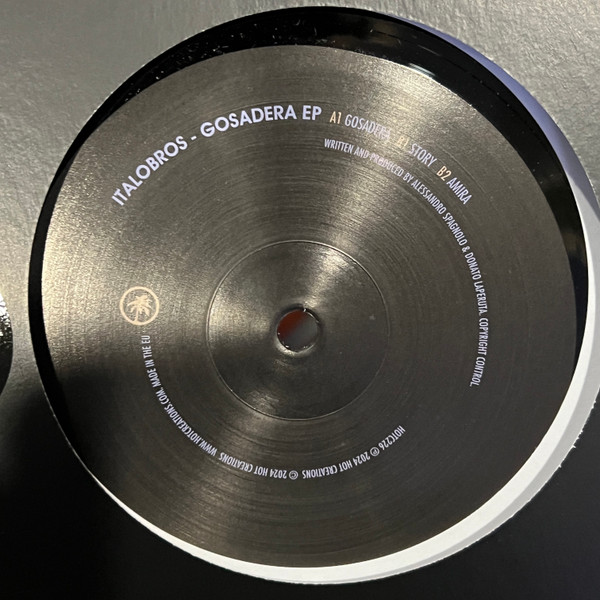 ITALOBROS - GOSADERA EP A1 GOSADERA B1 STORY B2 AMIRA
WRITTEN AND PRODUCED BY ALESSANDRO SPAGNOLO & DONATO LAPERUTA. COPYRIGHT CONTROL.
HOTC226 ℗ 2024 HOT CREATIONS © 2024 HOT CREATIONS WWW.HOTCREATIONS.COM. MADE IN THE EU